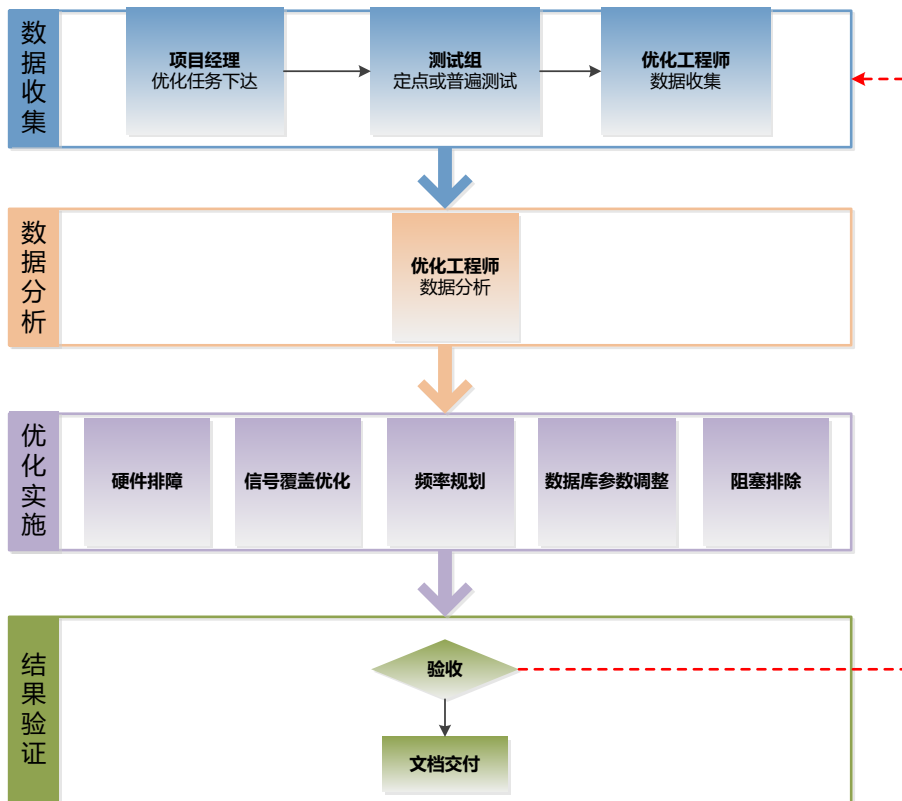 数据收集
项目经理
优化任务下达
测试组
定点或普遍测试
优化工程师
数据收集
数据分析
优化工程师
数据分析
优化实施
硬件排障
信号覆盖优化
频率规划
数据库参数调整
阻塞排除
结果验证
验收
文档交付